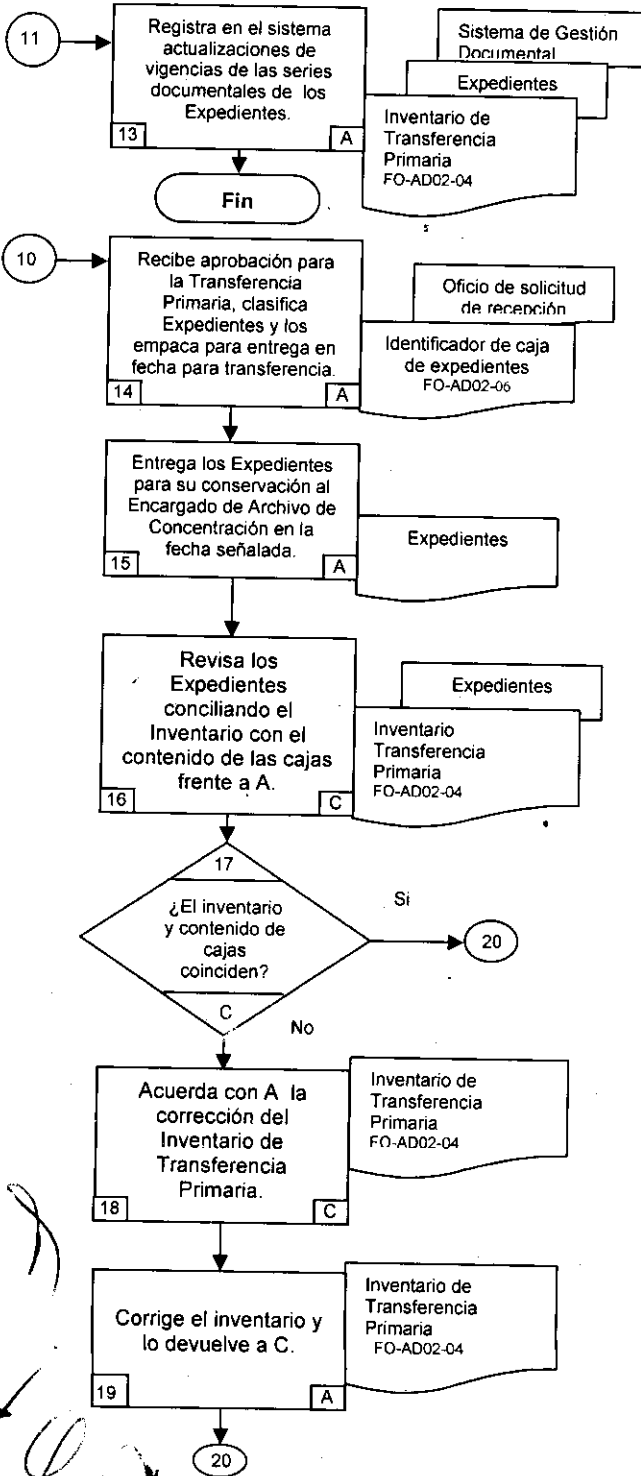 11
Registra en el sistema
actualizaciones de
vigencias de las series
documentales de los
Expedientes.
13
A
Sistema de Gestión
Documental
Expedientes
Inventario de
Transferencia
Primaria
FO-AD02-04
Fin
10
Recibe aprobación para
la Transferencia
Primaria, clasifica
Expedientes y los
empaca para entrega en
fecha para transferencia.
14
A
Oficio de solicitud
de recepción
Identificador de caja
de expedientes
FO-AD02-06
Entrega los Expedientes
para su conservación al
Encargado de Archivo de
Concentración en la
fecha señalada.
15
A
Expedientes
Revisa los
Expedientes
conciliando el
Inventario con el
contenido de las cajas
frente a A.
16
C
Expedientes
Inventario
Transferencia
Primaria
FO-AD02-04
17
¿El inventario
y contenido de
cajas
coinciden?
C
Si
20
No
Acuerda con A la
corrección del
Inventario de
Transferencia
Primaria.
18
C
Inventario de
Transferencia
Primaria
FO-AD02-04
Corrige el inventario y
lo devuelve a C.
19
A
Inventario de
Transferencia
Primaria
FO-AD02-04
20